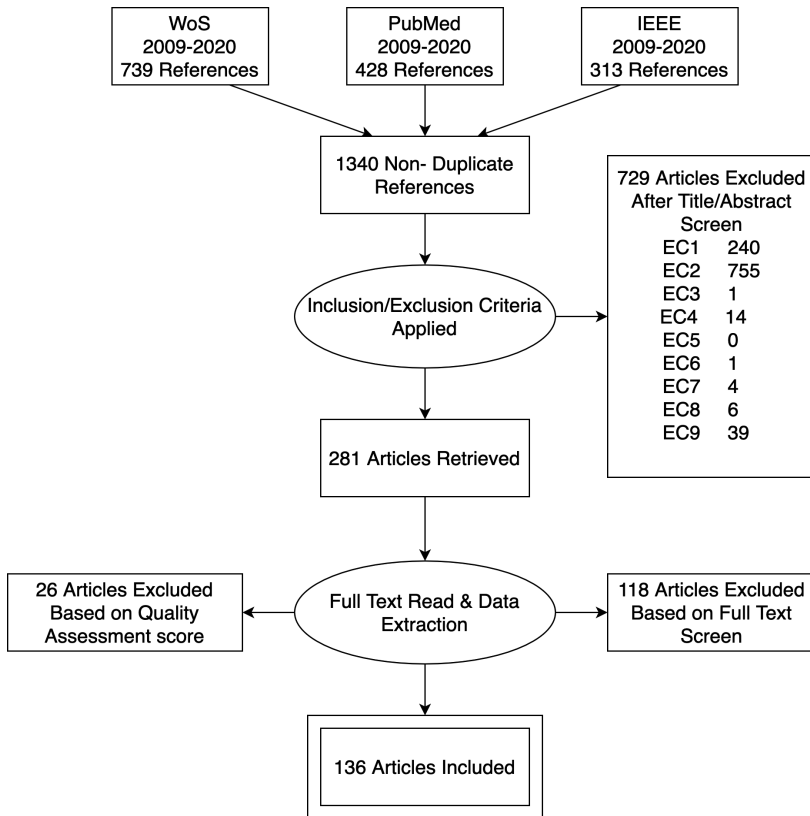 WoS
2009-2020
739 References
PubMed
2009-2020
428 References
IEEE
2009-2020
313 References
1340 Non- Duplicate
References
729 Articles Excluded
After Title/Abstract
Screen
EC1 240
EC2 755
EC3 1
EC4 14
EC5 0
EC6 1
EC7 4
EC8 6
EC9 39
Inclusion/Exclusion Criteria
Applied
281 Articles Retrieved
26 Articles Excluded
Based on Quality
Assessment score
Full Text Read & Data
Extraction
118 Articles Excluded
Based on Full Text
Screen
136 Articles Included